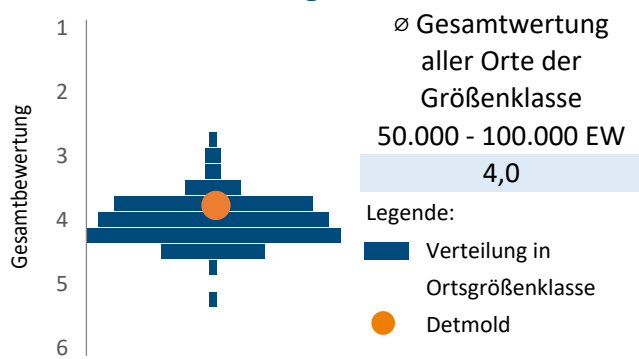 1
2
3
4
5
6
Gesamtbewertung
⌀ Gesamtwertung
aller Orte der
Größenklasse
50.000 - 100.000 EW
4,0
Legende:
Verteilung in
Ortsgrößenklasse
Detmold